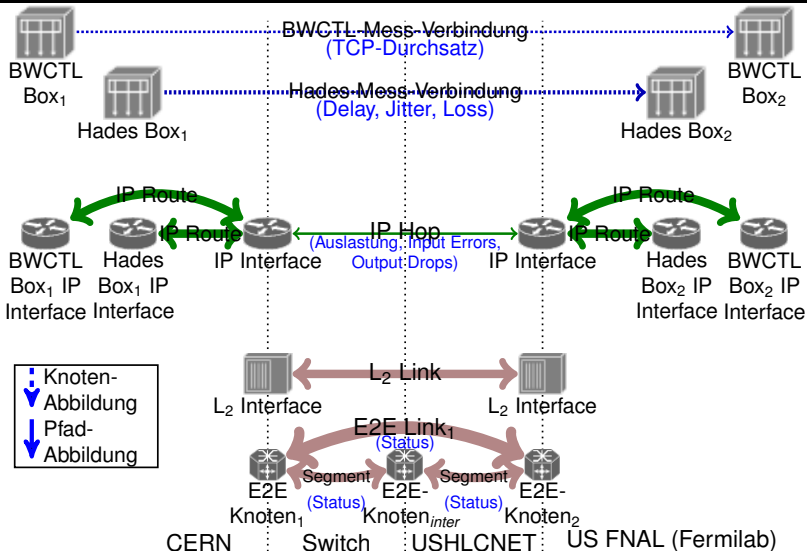 BWCTL-Mess-Verbindung
(TCP-Durchsatz)
BWCTL
Box₁
BWCTL
Box₂
Hades-Mess-Verbindung
(Delay, Jitter, Loss)
Hades Box₁
Hades Box₂
IP Route
IP Route
IP Route
IP Hop
IP Route
(Auslastung, Input Errors,
Output Drops)
BWCTL
Box₁ IP
Interface
Hades
Box₁ IP
Interface
IP Interface
IP Interface
Hades
Box₂ IP
Interface
BWCTL
Box₂ IP
Interface
L₂ Link
L₂ Interface
L₂ Interface
Knoten-
Abbildung
Pfad-
Abbildung
E2E Link₁
(Status)
Segment
Segment
(Status)
(Status)
E2E
Knoten₁
E2E-
Knoten_inter
E2E-
Knoten₂
CERN
Switch
USHLCNET
US FNAL (Fermilab)